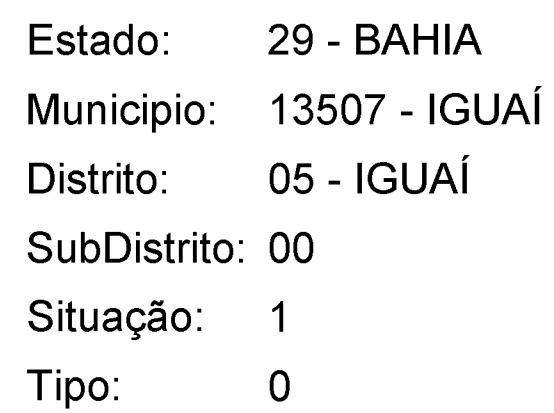 Estado: 29 - BAHIA
Municipio: 13507 - IGUAÍ
Distrito: 05 - IGUAÍ
SubDistrito: 00
Situação: 1
Tipo: 0